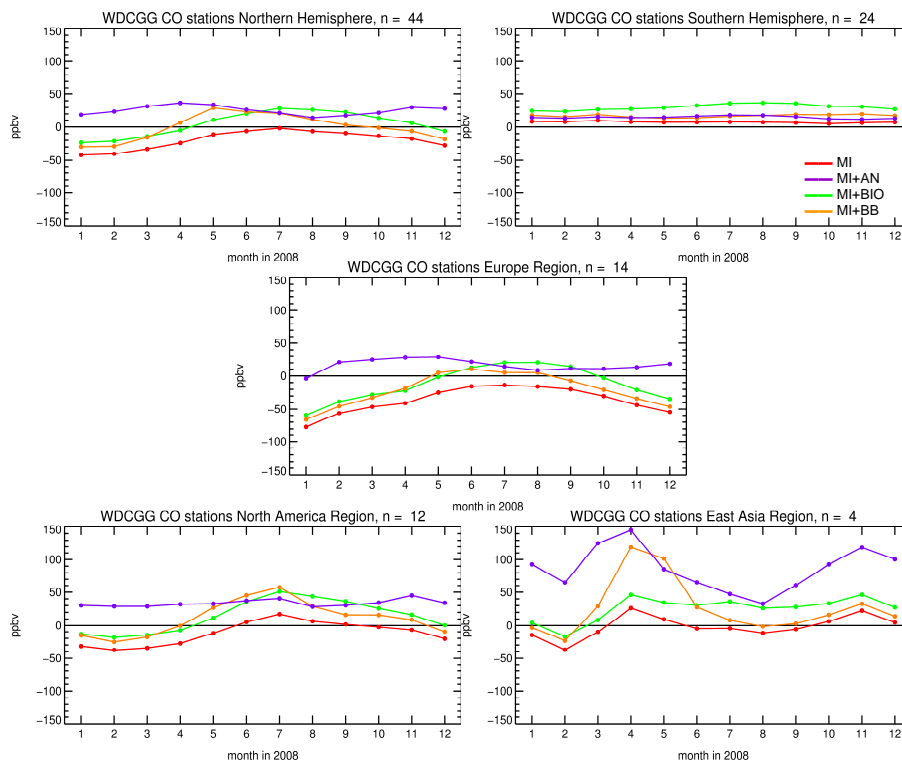 WDCGG CO stations Northern Hemisphere, n = 44
150
100
50
0
−50
−100
−150
ppbv
1 2 3 4 5 6 7 8 9 10 11 12
month in 2008
WDCGG CO stations Southern Hemisphere, n = 24
150
100
50
0
−50
−100
−150
ppbv
MI
MI+AN
MI+BIO
MI+BB
1 2 3 4 5 6 7 8 9 10 11 12
month in 2008
WDCGG CO stations Europe Region, n = 14
150
100
50
0
−50
−100
−150
ppbv
1 2 3 4 5 6 7 8 9 10 11 12
month in 2008
WDCGG CO stations North America Region, n = 12
150
100
50
0
−50
−100
−150
ppbv
1 2 3 4 5 6 7 8 9 10 11 12
month in 2008
WDCGG CO stations East Asia Region, n = 4
150
100
50
0
−50
−100
−150
ppbv
1 2 3 4 5 6 7 8 9 10 11 12
month in 2008